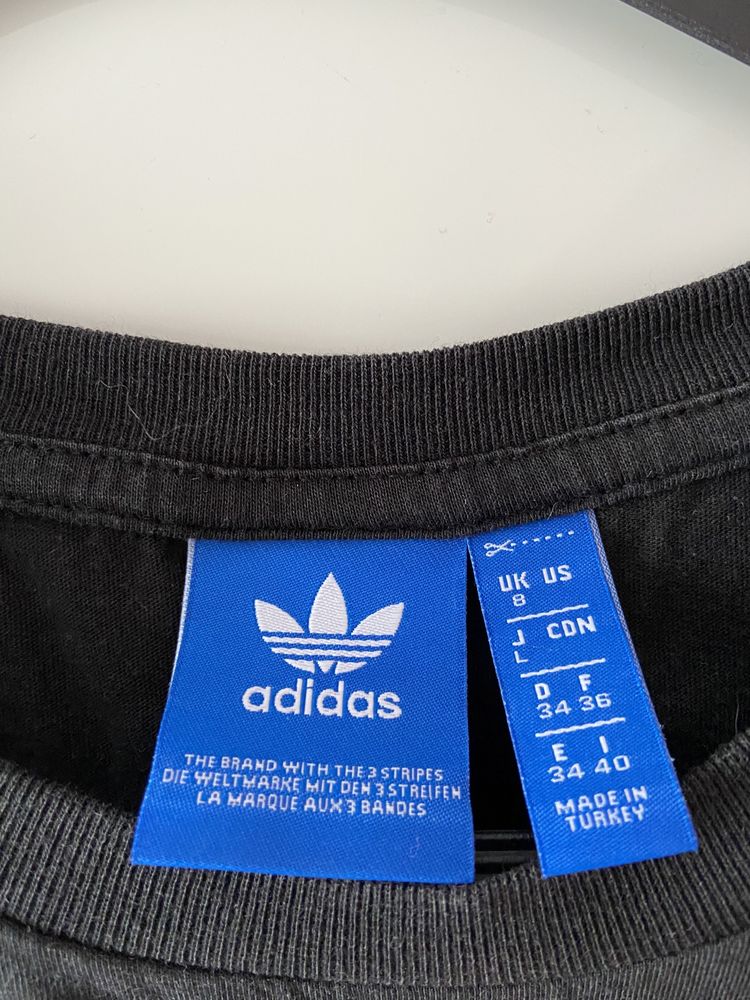 adidas
THE BRAND WITH THE 3 STRIPES
DIE WELTMARKE MIT DEN 3 STREIFEN
LA MARQUE AUX 3 BANDES
UK US
8
J CDN
L
D F
34 36
E I
34 40
MADE IN
TURKEY